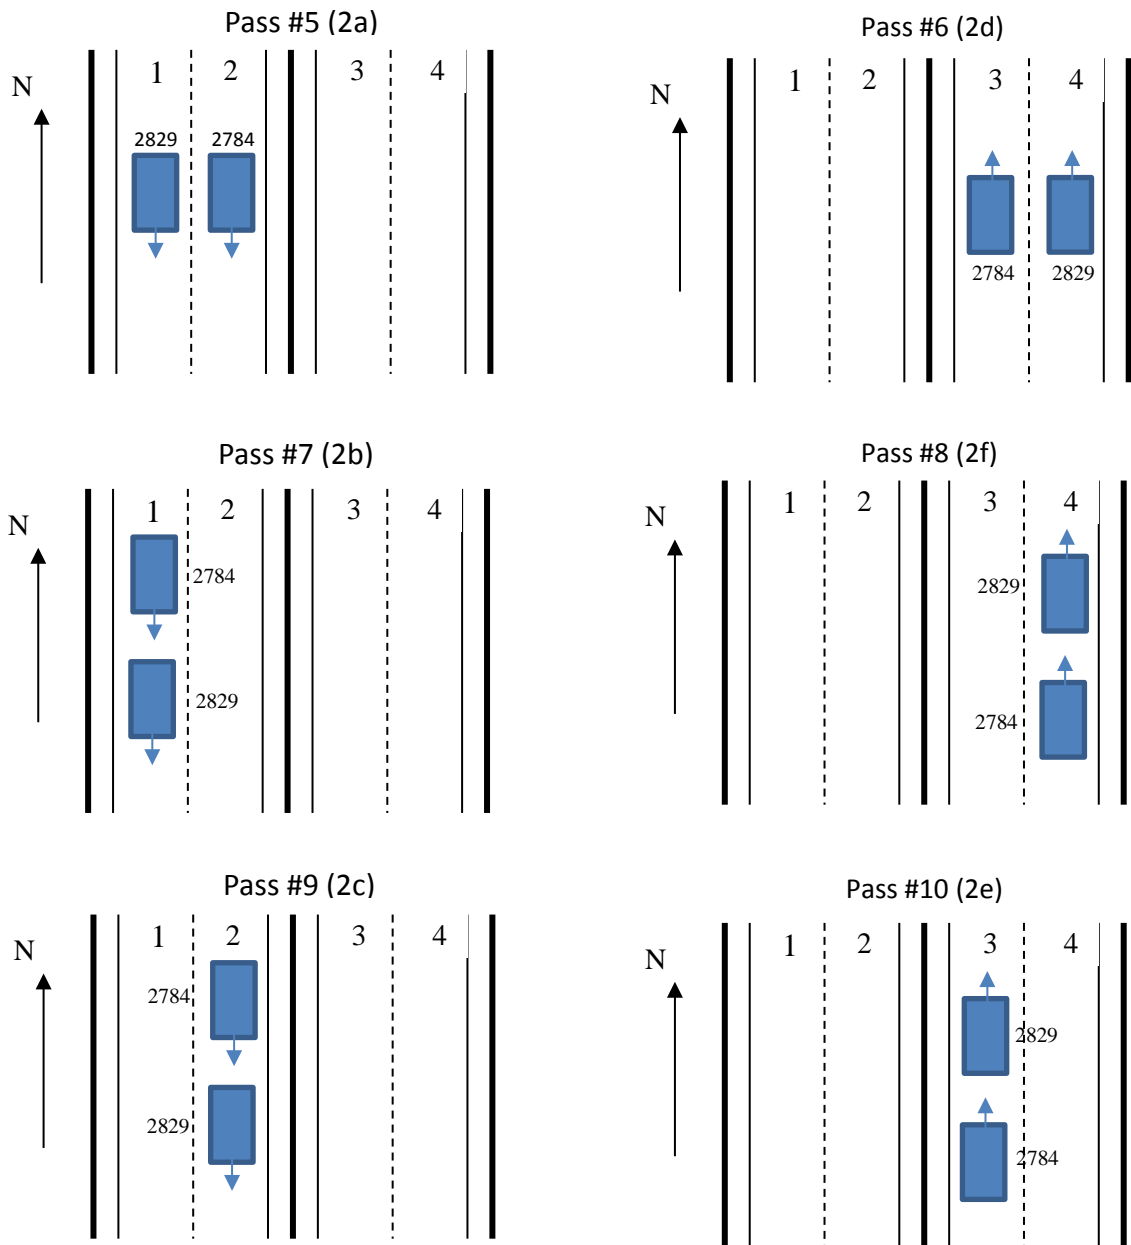 Pass #5 (2a)
N
1 2 3 4
2829 2784
Pass #6 (2d)
N
1 2 3 4
2784 2829
Pass #7 (2b)
N
1 2 3 4
2784
2829
Pass #8 (2f)
N
1 2 3 4
2829
2784
Pass #9 (2c)
N
1 2 3 4
2784
2829
Pass #10 (2e)
N
1 2 3 4
2829
2784